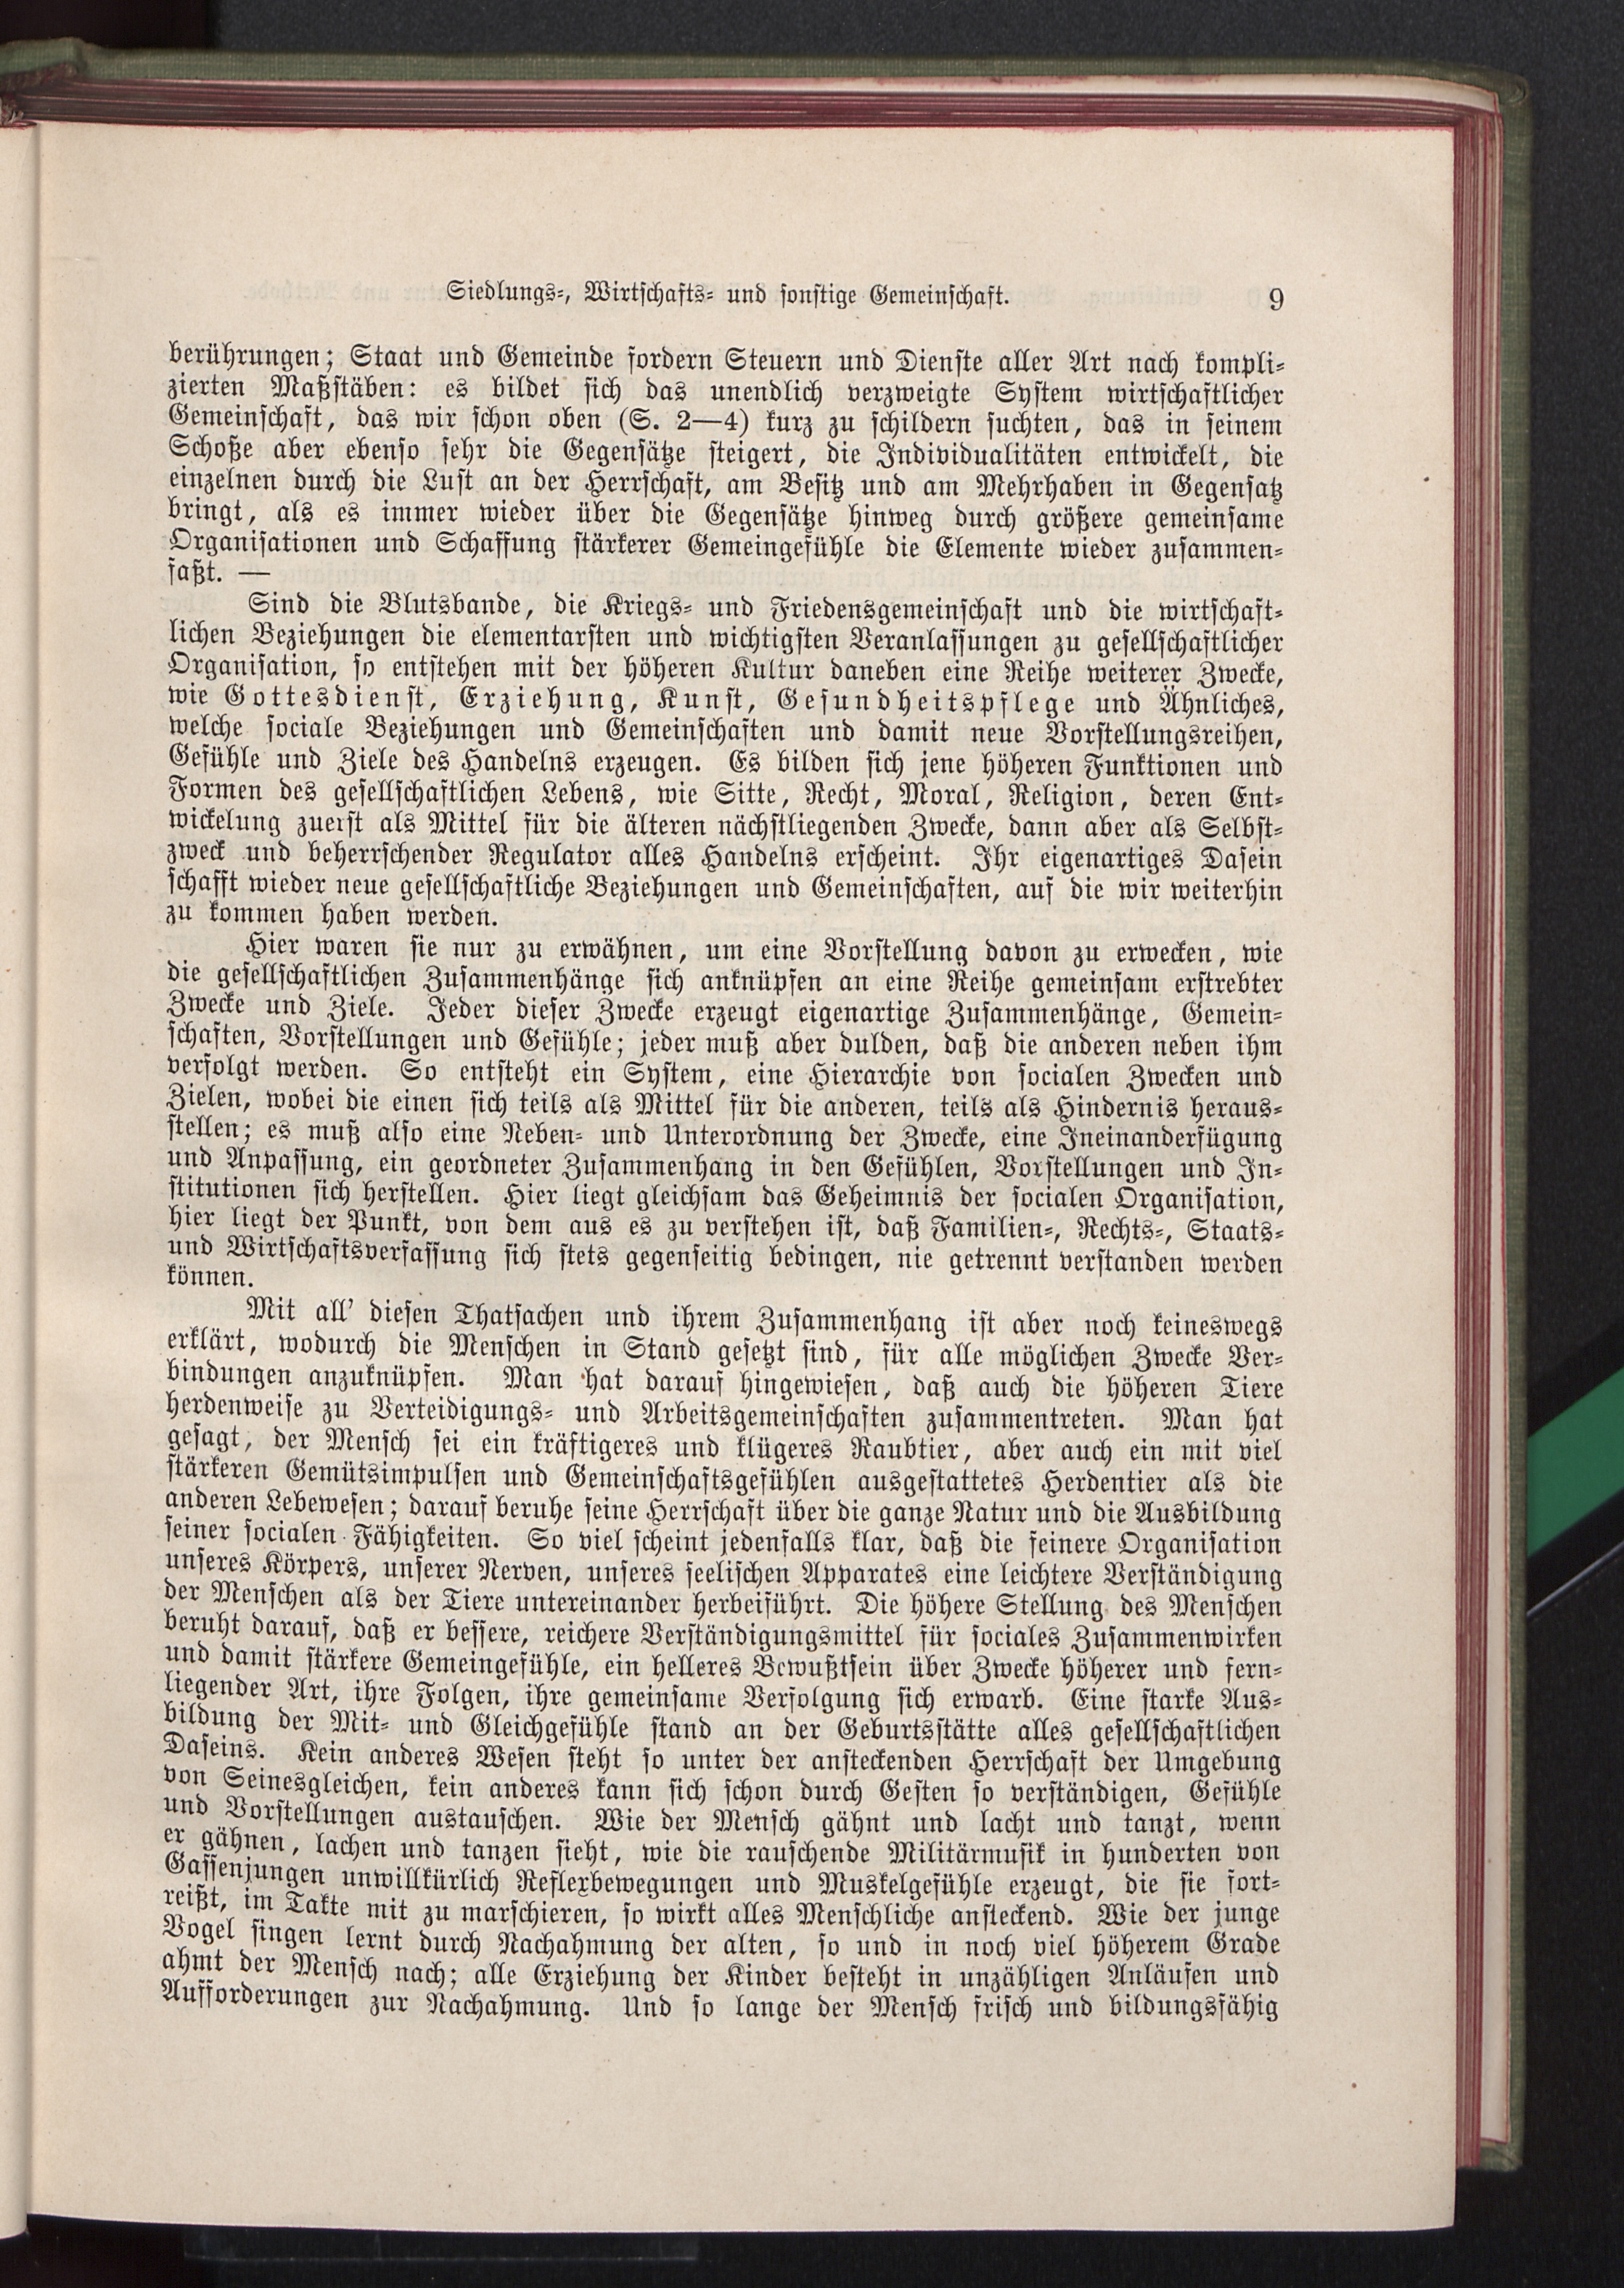 Siedlungs-, Wirtschafts- und sonstige Gemeinschaft. 9
berührungen; Staat und Gemeinde fordern Steuern und Dienste aller Art nach kompli-
zierten Maßstäben: es bildet sich das unendlich verzweigte System wirtschaftlicher
Gemeinschaft, das wir schon oben (S. 2—4) kurz zu schildern suchten, das in seinem
Schoße aber ebenso sehr die Gegensätze steigert, die Individualitäten entwickelt, die
einzelnen durch die Lust an der Herrschaft, am Besitz und am Mehrhaben in Gegensatz
bringt, als es immer wieder über die Gegensätze hinweg durch größere gemeinsame
Organisationen und Schaffung stärkerer Gemeingefühle die Elemente wieder zusammen-
faßt. —
Sind die Blutsbande, die Kriegs- und Friedensgemeinschaft und die wirtschaft-
lichen Beziehungen die elementarsten und wichtigsten Veranlassungen zu gesellschaftlicher
Organisation, so entstehen mit der höheren Kultur daneben eine Reihe weiterer Zwecke,
wie Gottesdienst, Erziehung, Kunst, Gesundheitspflege und Ähnliches,
welche sociale Beziehungen und Gemeinschaften und damit neue Vorstellungsreihen,
Gefühle und Ziele des Handelns erzeugen. Es bilden sich jene höheren Funktionen und
Formen des gesellschaftlichen Lebens, wie Sitte, Recht, Moral, Religion, deren Ent-
wickelung zuerst als Mittel für die älteren nächstliegenden Zwecke, dann aber als Selbst-
zweck und beherrschender Regulator alles Handelns erscheint. Ihr eigenartiges Dasein
schafft wieder neue gesellschaftliche Beziehungen und Gemeinschaften, auf die wir weiterhin
zu kommen haben werden.
Hier waren sie nur zu erwähnen, um eine Vorstellung davon zu erwecken, wie
die gesellschaftlichen Zusammenhänge sich anknüpfen an eine Reihe gemeinsam erstrebter
Zwecke und Ziele. Jeder dieser Zwecke erzeugt eigenartige Zusammenhänge, Gemein-
schaften, Vorstellungen und Gefühle; jeder muß aber dulden, daß die anderen neben ihm
verfolgt werden. So entsteht ein System, eine Hierarchie von socialen Zwecken und
Zielen, wobei die einen sich teils als Mittel für die anderen, teils als Hindernis heraus-
stellen; es muß also eine Neben- und Unterordnung der Zwecke, eine Ineinanderfügung
und Anpassung, ein geordneter Zusammenhang in den Gefühlen, Vorstellungen und In-
stitutionen sich herstellen. Hier liegt gleichsam das Geheimnis der socialen Organisation,
hier liegt der Punkt, von dem aus es zu verstehen ist, daß Familien-, Rechts-, Staats-
und Wirtschaftsverfassung sich stets gegenseitig bedingen, nie getrennt verstanden werden
können.
Mit all' diesen Thatsachen und ihrem Zusammenhang ist aber noch keineswegs
erklärt, wodurch die Menschen in Stand gesetzt sind, für alle möglichen Zwecke Ver-
bindungen anzuknüpfen. Man hat darauf hingewiesen, daß auch die höheren Tiere
herdenweise zu Verteidigungs- und Arbeitsgemeinschaften zusammentreten. Man hat
gesagt, der Mensch sei ein kräftigeres und klügeres Raubtier, aber auch ein mit viel
stärkeren Gemütsimpulsen und Gemeinschaftsgefühlen ausgestattetes Herdentier als die
anderen Lebewesen; darauf beruhe seine Herrschaft über die ganze Natur und die Ausbildung
seiner socialen Fähigkeiten. So viel scheint jedenfalls klar, daß die feinere Organisation
unseres Körpers, unserer Nerven, unseres seelischen Apparates eine leichtere Verständigung
der Menschen als der Tiere untereinander herbeiführt. Die höhere Stellung des Menschen
beruht darauf, daß er bessere, reichere Verständigungsmittel für sociales Zusammenwirken
und damit stärkere Gemeingefühle, ein helleres Bewußtsein über Zwecke höherer und fern-
liegender Art, ihre Folgen, ihre gemeinsame Verfolgung sich erwarb. Eine starke Aus-
bildung der Mit- und Gleichgefühle stand an der Geburtsstätte alles gesellschaftlichen
Daseins. Kein anderes Wesen steht so unter der ansteckenden Herrschaft der Umgebung
von Seinesgleichen, kein anderes kann sich schon durch Gesten so verständigen, Gefühle
und Vorstellungen austauschen. Wie der Mensch gähnt und lacht und tanzt, wenn
er gähnen, lachen und tanzen sieht, wie die rauschende Militärmusik in hunderten von
Gassenjungen unwillkürlich Reflexbewegungen und Muskelgefühle erzeugt, die sie fort-
reißt, im Takte mit zu marschieren, so wirkt alles Menschliche ansteckend. Wie der junge
Vogel singen lernt durch Nachahmung der alten, so und in noch viel höherem Grade
ahmt der Mensch nach; alle Erziehung der Kinder besteht in unzähligen Anläufen und
Aufforderungen zur Nachahmung. Und so lange der Mensch frisch und bildungsfähig